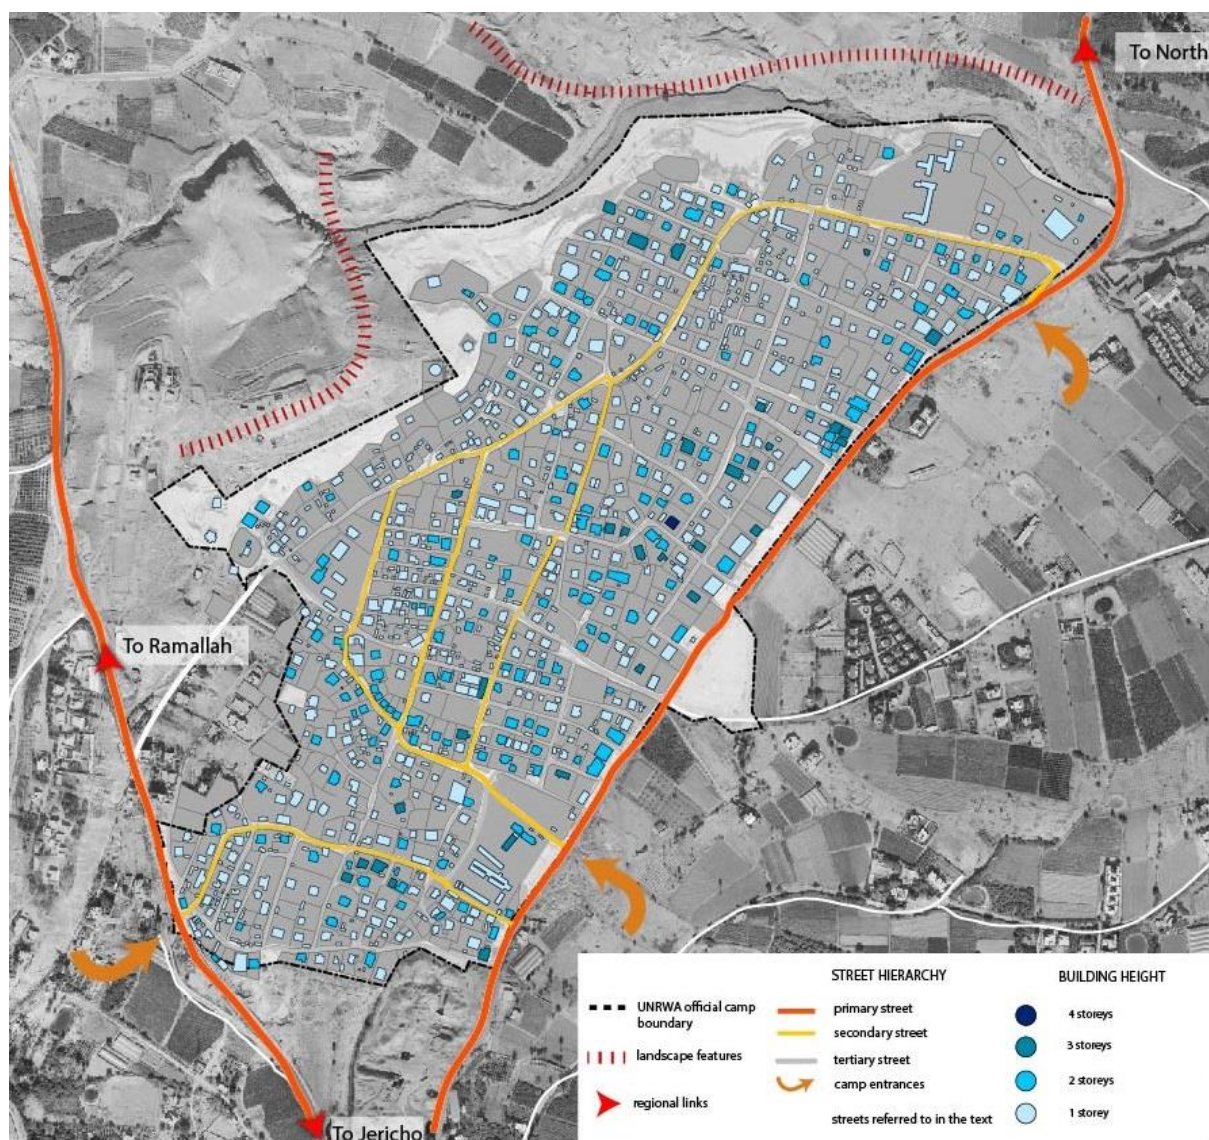 To North
To Ramallah
To Jericho
UNRWA official camp
boundary
landscape features
regional links
STREET HIERARCHY
primary street
secondary street
tertiary street
camp entrances
streets referred to in the text
BUILDING HEIGHT
4 storeys
3 storeys
2 storeys
1 storey